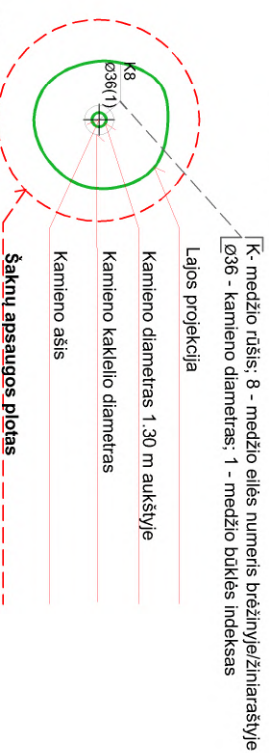 K8
Ø36(1)
K- medžio rūšis; 8 - medžio eilės numeris brėžinyje/žiniaraštyje
Ø36 - kamieno diametras; 1 - medžio būklės indeksas
Lajos projekcija
Kamieno diametras 1.30 m aukštyje
Kamieno kaklelio diametras
Kamieno ašis
Šaknų apsaugos plotas